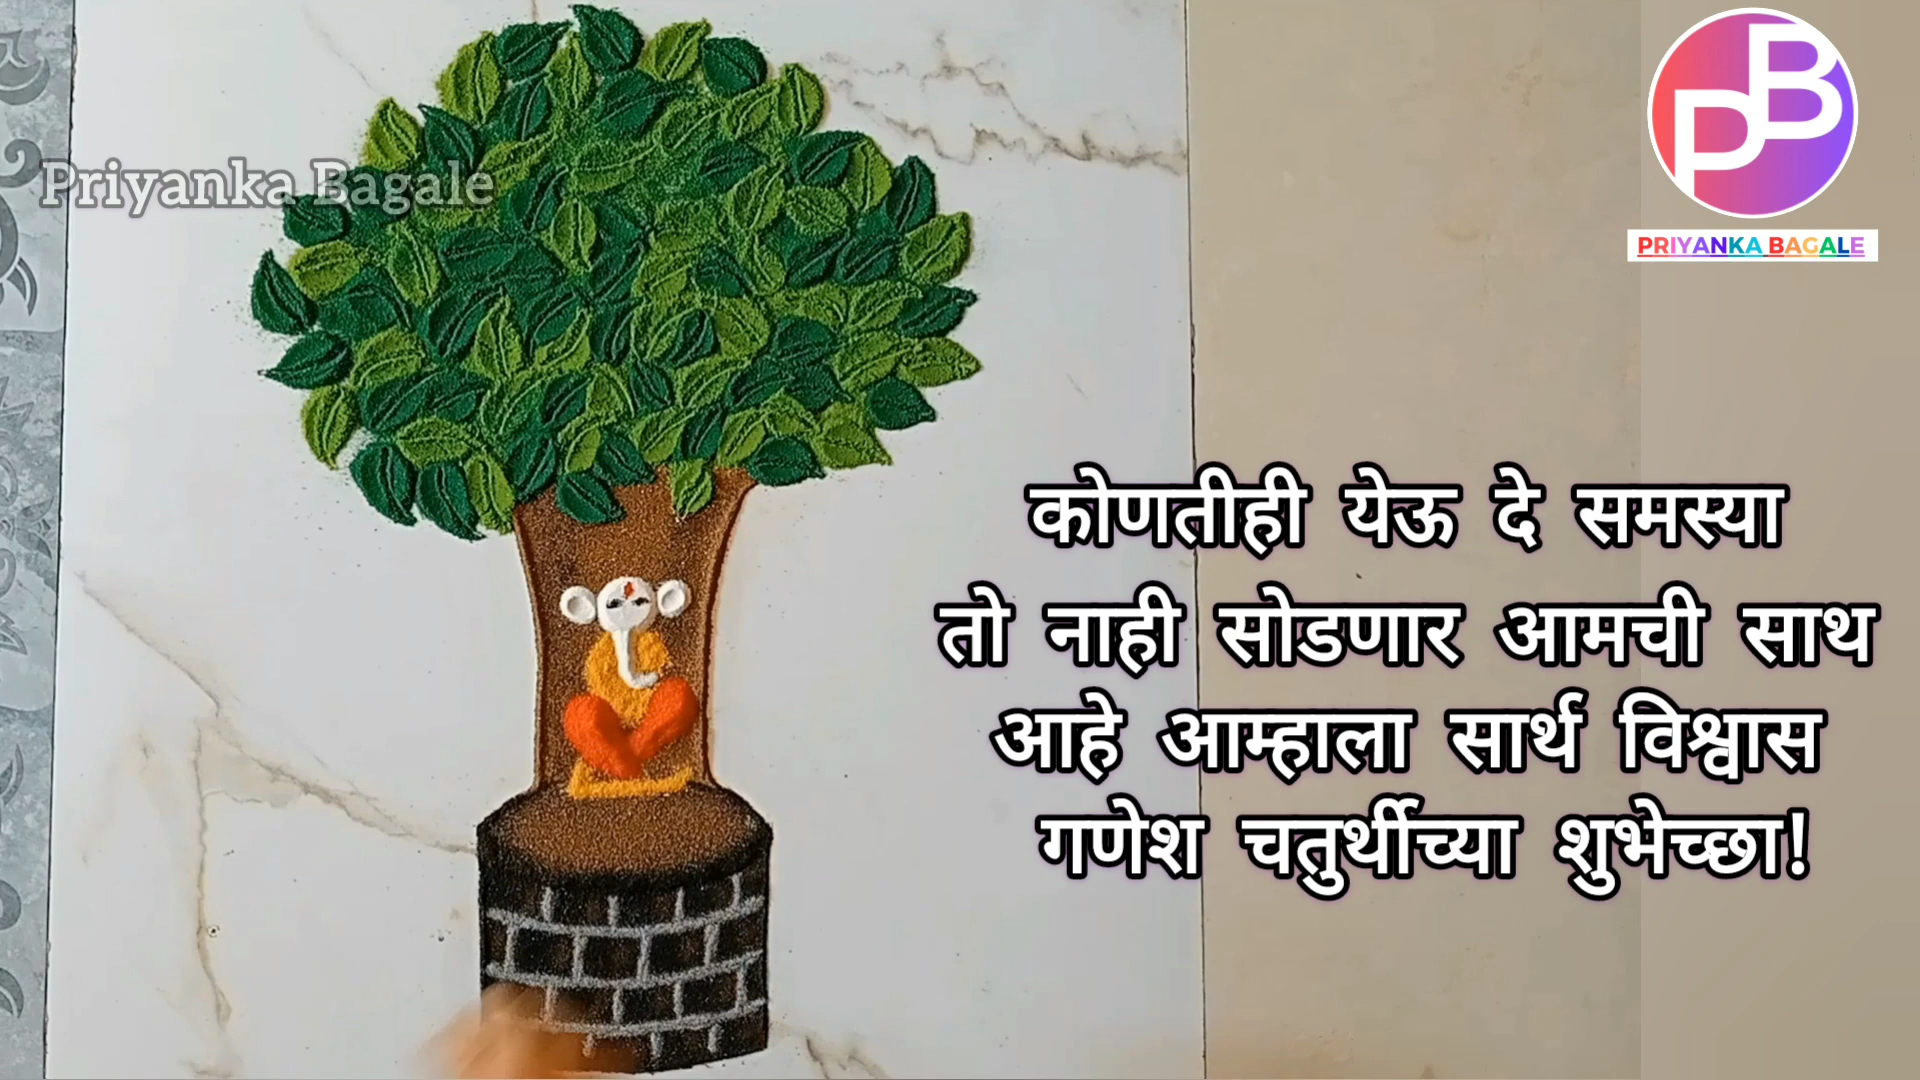 Priyanka Bagale
PB
PRIYANKA BAGALE
कोणतीही येऊ दे समस्या
तो नाही सोडणार आमची साथ
आहे आम्हाला सार्थ विश्वास
गणेश चतुर्थीच्या शुभेच्छा!